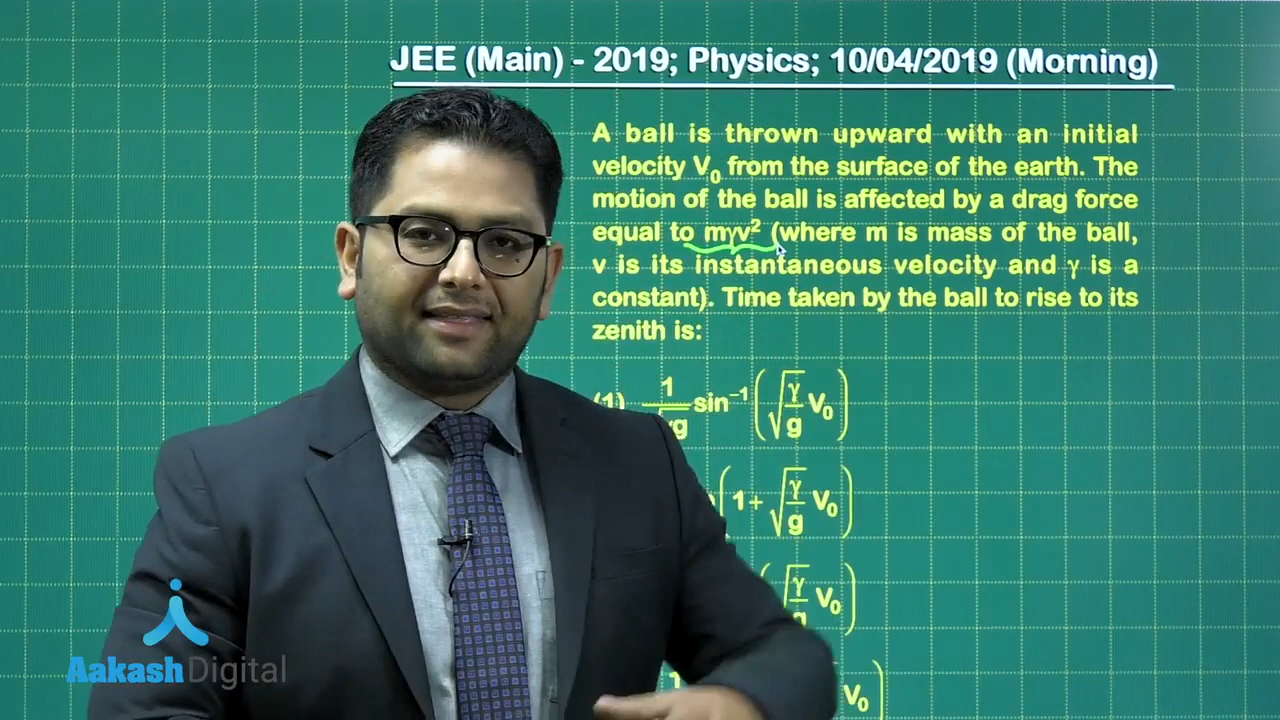 JEE (Main) - 2019; Physics; 10/04/2019 (Morning)
A ball is thrown upward with an initial
velocity V₀ from the surface of the earth. The
motion of the ball is affected by a drag force
equal to mγv² (where m is mass of the ball,
v is its instantaneous velocity and γ is a
constant). Time taken by the ball to rise to its
zenith is:
(1) 1/√γg sin⁻¹(√(γ/g) V₀)
(1+√(γ/g) V₀)
(√(γ/g) V₀)
1 V₀)
Aakash Digital